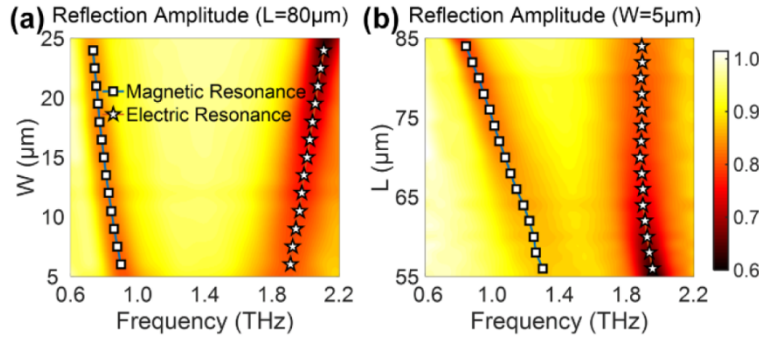 (a) Reflection Amplitude (L=80μm)
25
20
15
10
5
W (μm)
Magnetic Resonance
Electric Resonance
0.6 1.0 1.4 1.8 2.2
Frequency (THz)
(b) Reflection Amplitude (W=5μm)
85
75
65
55
L (μm)
0.6 1.0 1.4 1.8 2.2
Frequency (THz)
1.0
0.9
0.8
0.7
0.6